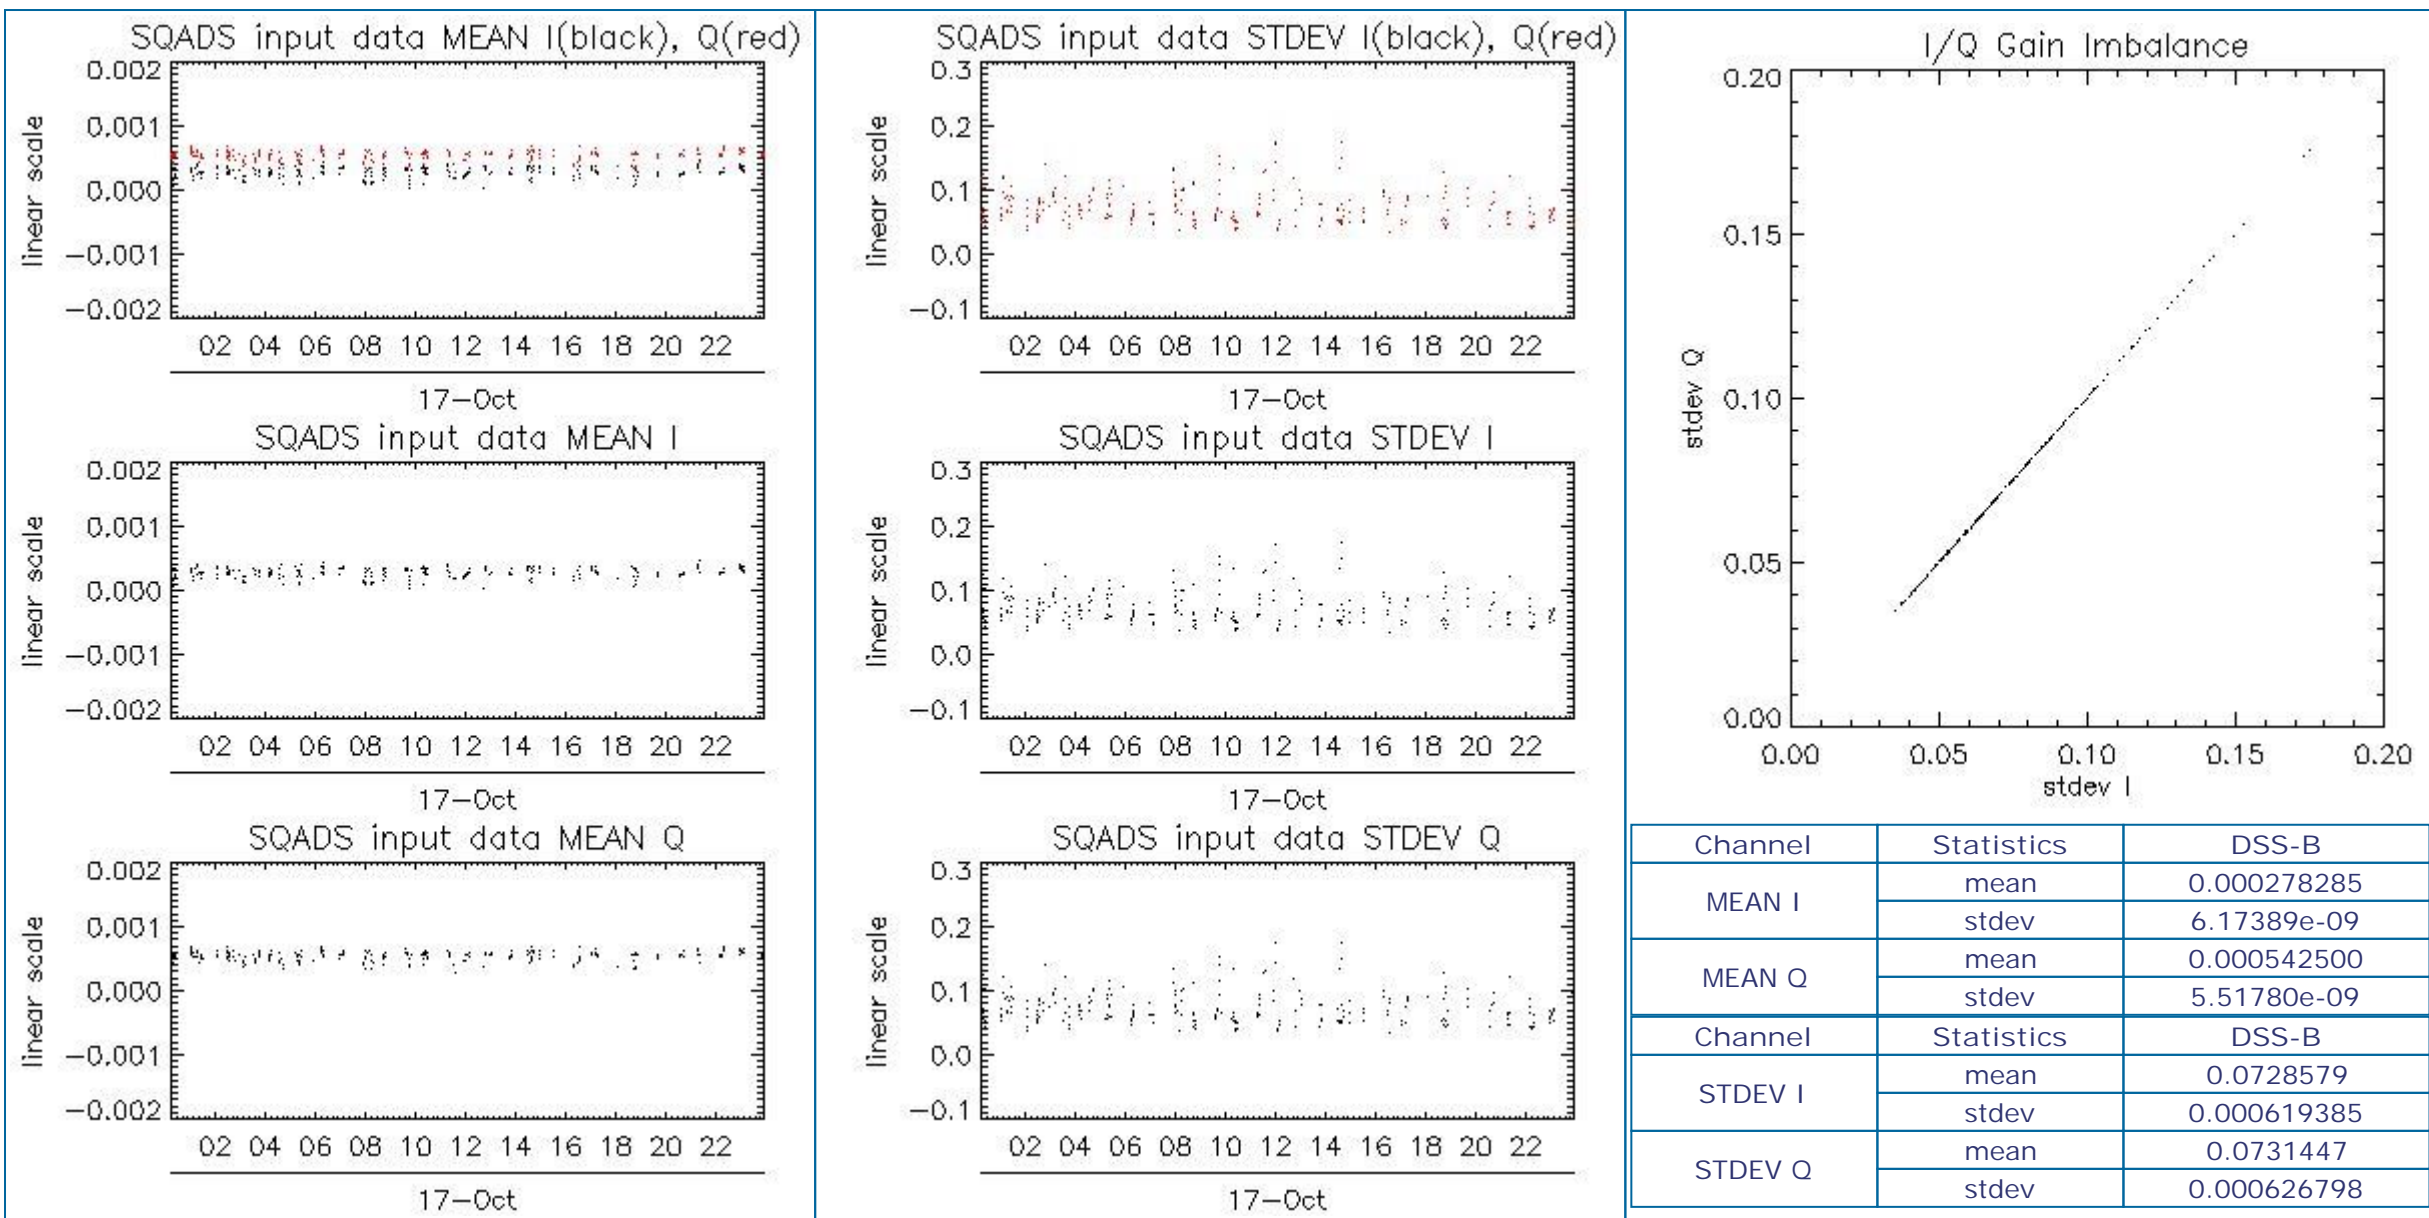 SQADS input data MEAN I(black), Q(red)
0.002
0.001
0.000
−0.001
−0.002
linear scale
02 04 06 08 10 12 14 16 18 20 22
17−Oct
SQADS input data MEAN I
0.002
0.001
0.000
−0.001
−0.002
linear scale
02 04 06 08 10 12 14 16 18 20 22
17−Oct
SQADS input data MEAN Q
0.002
0.001
0.000
−0.001
−0.002
linear scale
02 04 06 08 10 12 14 16 18 20 22
17−Oct
SQADS input data STDEV I(black), Q(red)
0.3
0.2
0.1
0.0
−0.1
linear scale
02 04 06 08 10 12 14 16 18 20 22
17−Oct
SQADS input data STDEV I
0.3
0.2
0.1
0.0
−0.1
linear scale
02 04 06 08 10 12 14 16 18 20 22
17−Oct
SQADS input data STDEV Q
0.3
0.2
0.1
0.0
−0.1
linear scale
02 04 06 08 10 12 14 16 18 20 22
17−Oct
I/Q Gain Imbalance
0.20
0.15
0.10
0.05
0.00
stdev Q
0.00 0.05 0.10 0.15 0.20
stdev I
Channel Statistics DSS-B
MEAN I mean 0.000278285
stdev 6.17389e-09
MEAN Q mean 0.000542500
stdev 5.51780e-09
Channel Statistics DSS-B
STDEV I mean 0.0728579
stdev 0.000619385
STDEV Q mean 0.0731447
stdev 0.000626798